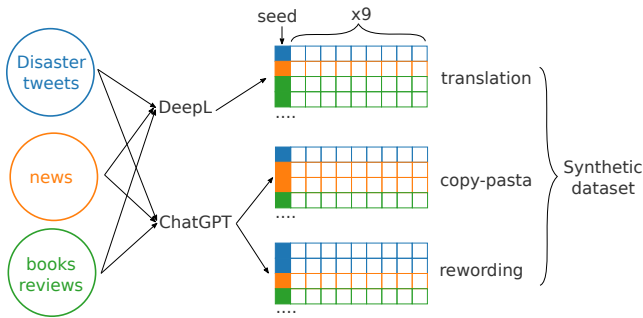 seed
x9
Disaster
tweets
DeepL
translation
....
news
copy-pasta
Synthetic
dataset
....
ChatGPT
books
reviews
rewording
....